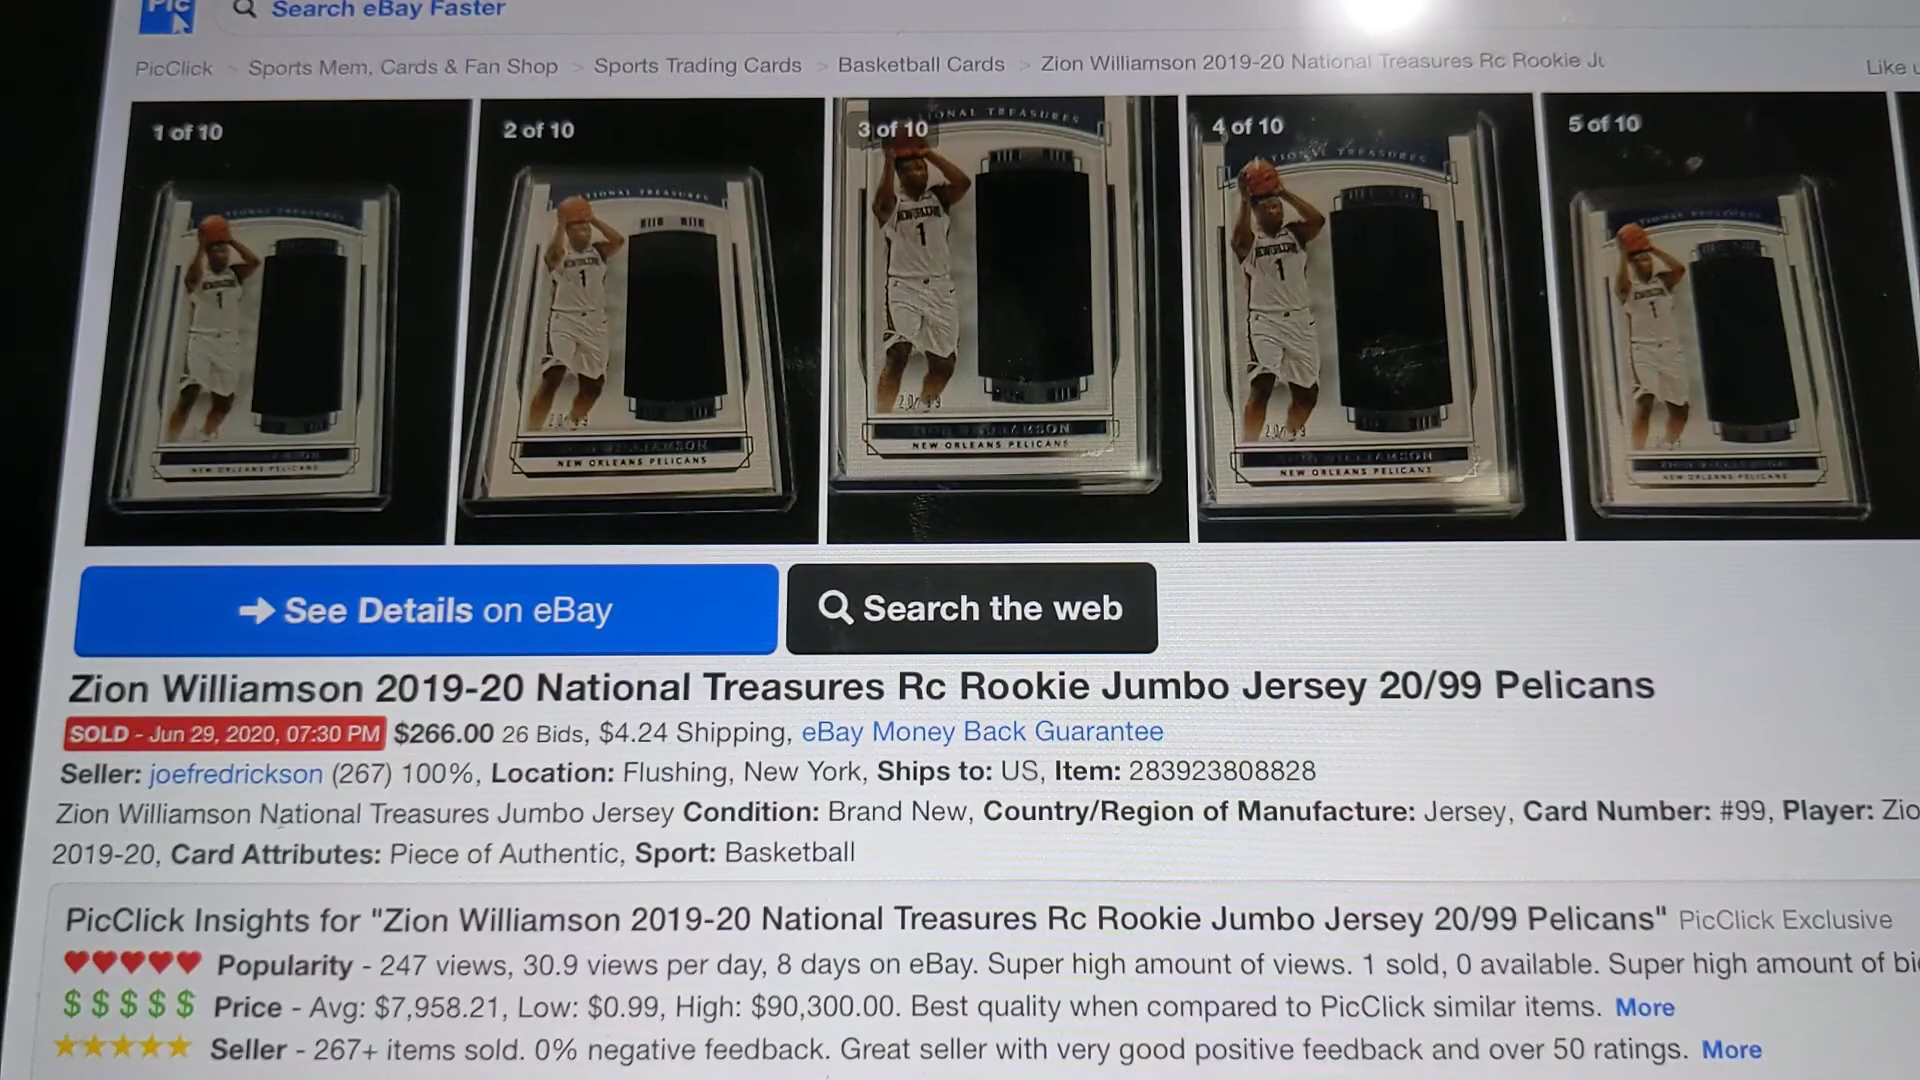 Pic Search eBay Faster
PicClick > Sports Mem, Cards & Fan Shop > Sports Trading Cards > Basketball Cards > Zion Williamson 2019-20 National Treasures Rc Rookie Ju
Like u
1 of 10
2 of 10
3 of 10
4 of 10
5 of 10
NATIONAL TREASURES
NEW ORLEANS PELICANS
NEW ORLEANS PELICANS
NEW ORLEANS PELICANS
NEW ORLEANS PELICANS
NEW ORLEANS PELICANS
→ See Details on eBay
Search the web
Zion Williamson 2019-20 National Treasures Rc Rookie Jumbo Jersey 20/99 Pelicans
SOLD - Jun 29, 2020, 07:30 PM $266.00 26 Bids, $4.24 Shipping, eBay Money Back Guarantee
Seller: joefredrickson (267) 100%, Location: Flushing, New York, Ships to: US, Item: 283923808828
Zion Williamson National Treasures Jumbo Jersey Condition: Brand New, Country/Region of Manufacture: Jersey, Card Number: #99, Player: Zio
2019-20, Card Attributes: Piece of Authentic, Sport: Basketball
PicClick Insights for "Zion Williamson 2019-20 National Treasures Rc Rookie Jumbo Jersey 20/99 Pelicans" PicClick Exclusive
Popularity - 247 views, 30.9 views per day, 8 days on eBay. Super high amount of views. 1 sold, 0 available. Super high amount of bi
$ $ $ $ $ Price - Avg: $7,958.21, Low: $0.99, High: $90,300.00. Best quality when compared to PicClick similar items. More
Seller - 267+ items sold. 0% negative feedback. Great seller with very good positive feedback and over 50 ratings. More